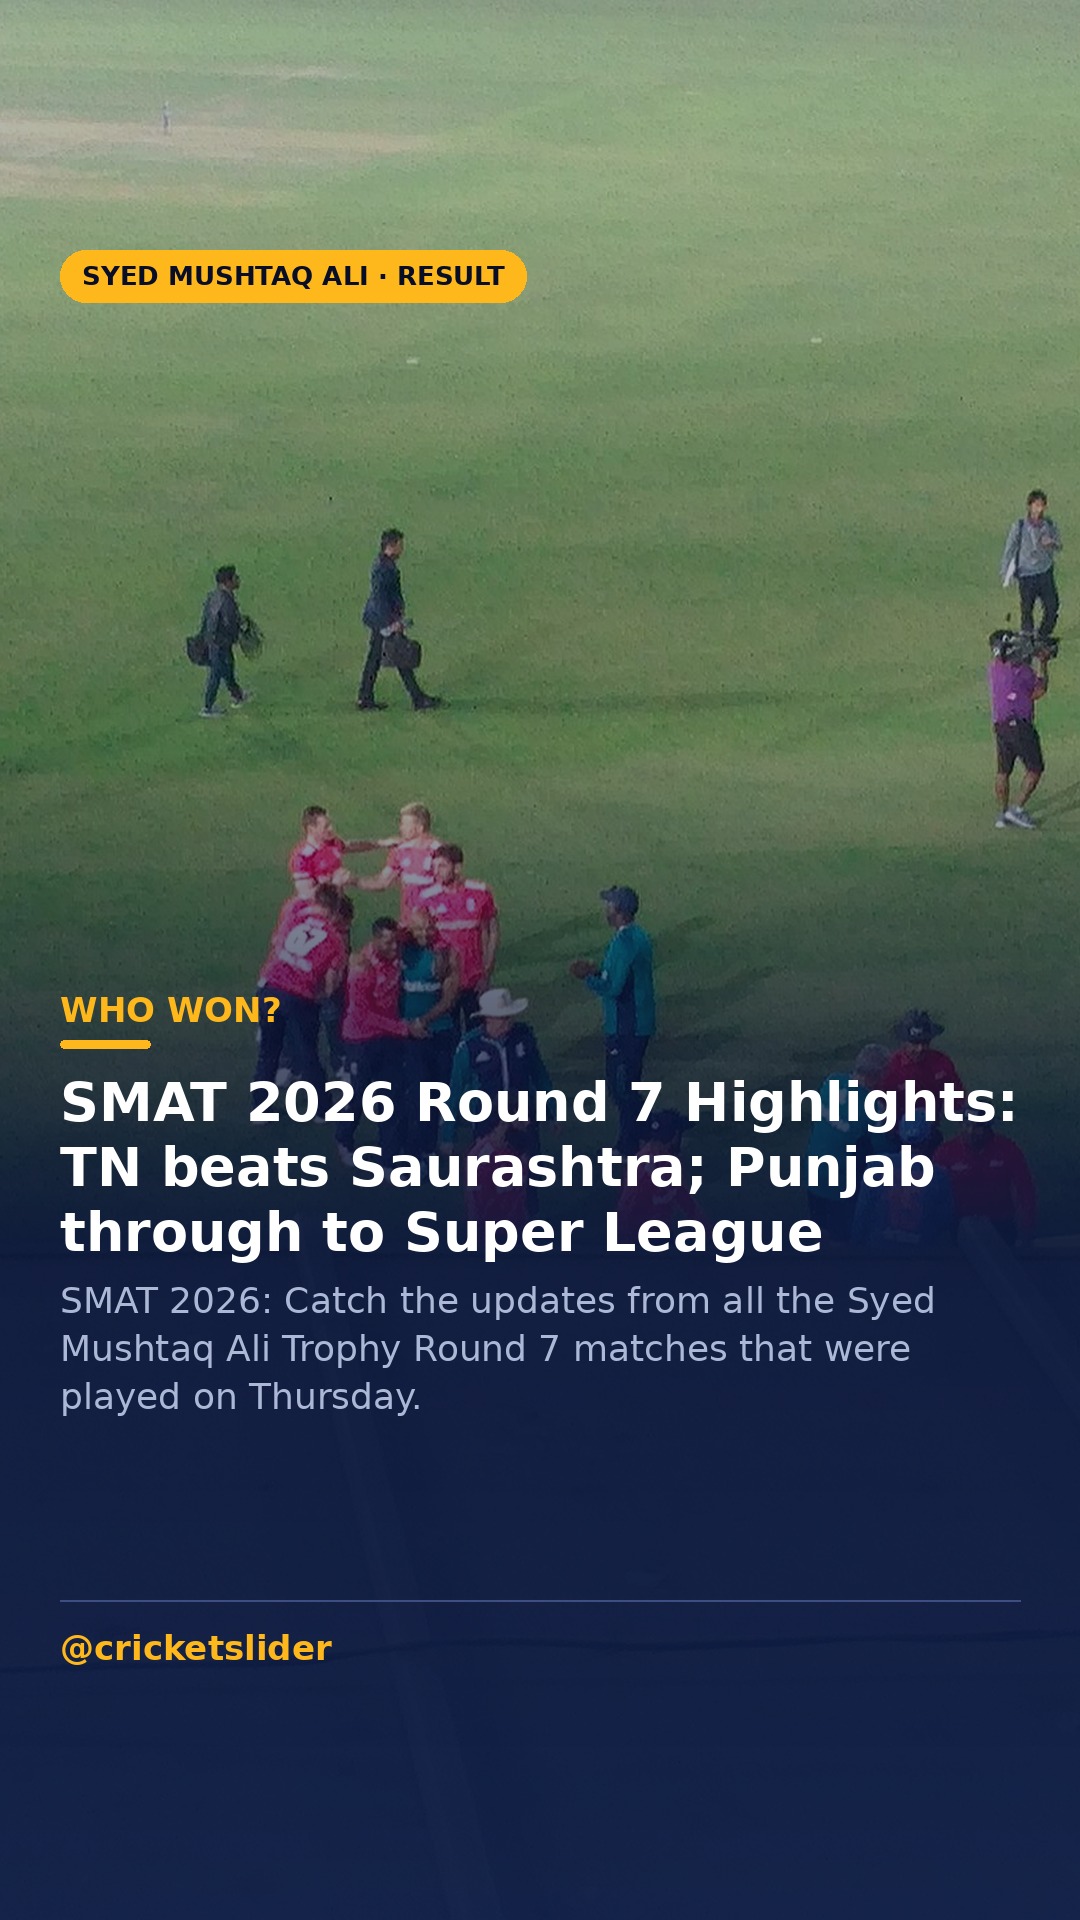 SYED MUSHTAQ ALI · RESULT
WHO WON?
SMAT 2026 Round 7 Highlights:
TN beats Saurashtra; Punjab
through to Super League
SMAT 2026: Catch the updates from all the Syed
Mushtaq Ali Trophy Round 7 matches that were
played on Thursday.
@cricketslider